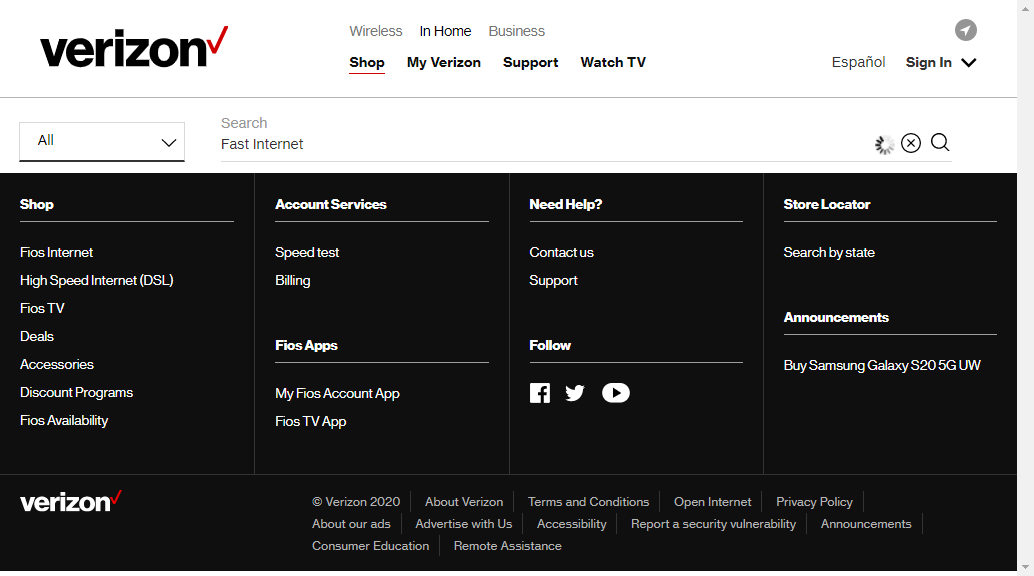 verizon
Wireless In Home Business
Shop My Verizon Support Watch TV
Español Sign In
All
Search
Fast Internet
Shop
Fios Internet
High Speed Internet (DSL)
Fios TV
Deals
Accessories
Discount Programs
Fios Availability
Account Services
Speed test
Billing
Fios Apps
My Fios Account App
Fios TV App
Need Help?
Contact us
Support
Follow
Store Locator
Search by state
Announcements
Buy Samsung Galaxy S20 5G UW
verizon
© Verizon 2020 About Verizon Terms and Conditions Open Internet Privacy Policy
About our ads Advertise with Us Accessibility Report a security vulnerability Announcements
Consumer Education Remote Assistance